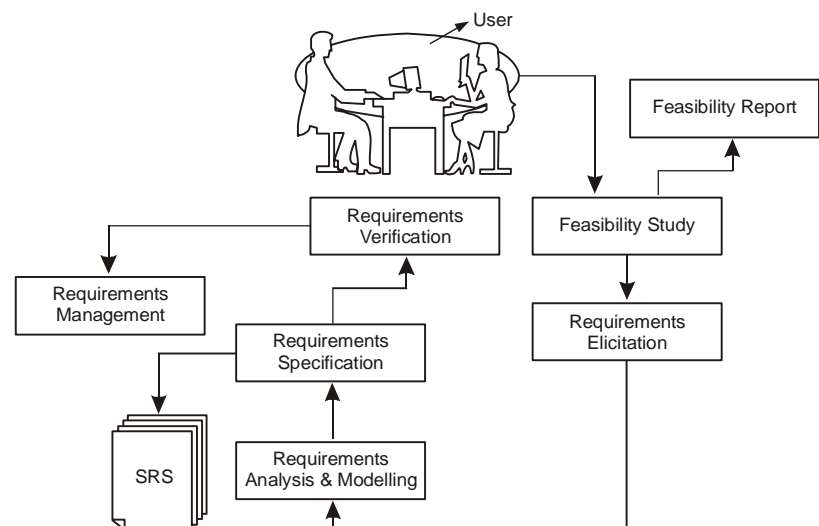 User
Feasibility Report
Requirements
Verification
Feasibility Study
Requirements
Management
Requirements
Elicitation
Requirements
Specification
SRS
Requirements
Analysis & Modelling